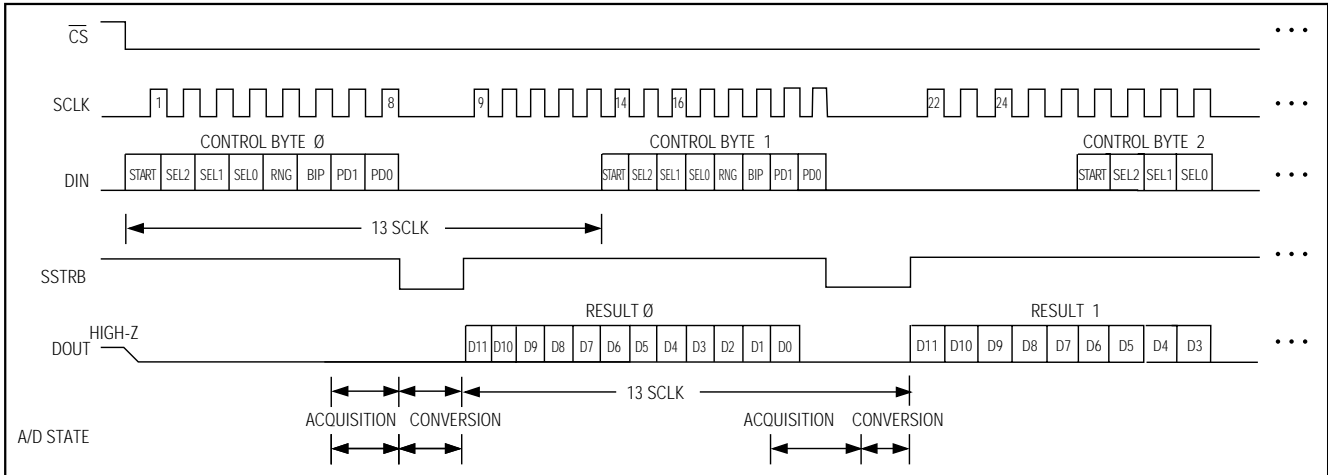 CS
• • •
SCLK
1
8
9
14
16
22
24
• • •
CONTROL BYTE Ø
CONTROL BYTE 1
CONTROL BYTE 2
DIN
START SEL2 SEL1 SEL0 RNG BIP PD1 PD0
START SEL2 SEL1 SEL0 RNG BIP PD1 PD0
START SEL2 SEL1 SEL0
• • •
13 SCLK
SSTRB
• • •
RESULT Ø
RESULT 1
HIGH-Z
DOUT
D11 D10 D9 D8 D7 D6 D5 D4 D3 D2 D1 D0
D11 D10 D9 D8 D7 D6 D5 D4 D3
• • •
13 SCLK
ACQUISITION CONVERSION
ACQUISITION CONVERSION
A/D STATE